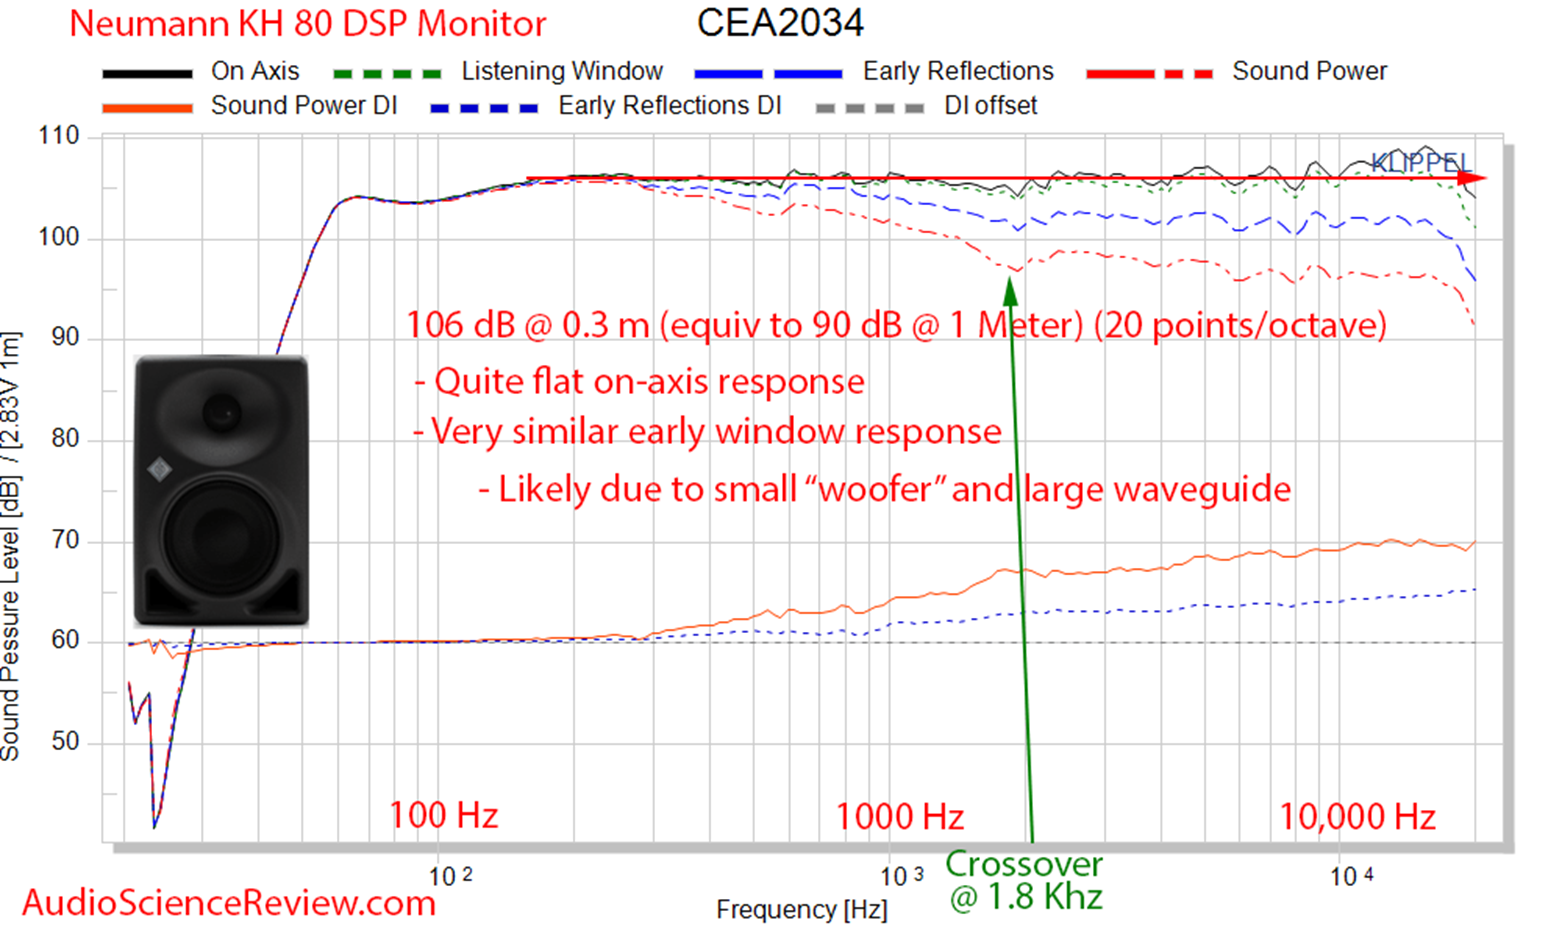 Neumann KH 80 DSP Monitor
CEA2034
On Axis
Listening Window
Early Reflections
Sound Power
Sound Power DI
Early Reflections DI
DI offset
110
100
90
80
70
60
50
Sound Pessure Level [dB] / [2.83V 1m]
KLIPPEL
106 dB @ 0.3 m (equiv to 90 dB @ 1 Meter) (20 points/octave)
- Quite flat on-axis response
- Very similar early window response
- Likely due to small “woofer” and large waveguide
100 Hz
1000 Hz
10,000 Hz
10 2
10 3
10 4
Crossover
@ 1.8 Khz
Frequency [Hz]
AudioScienceReview.com